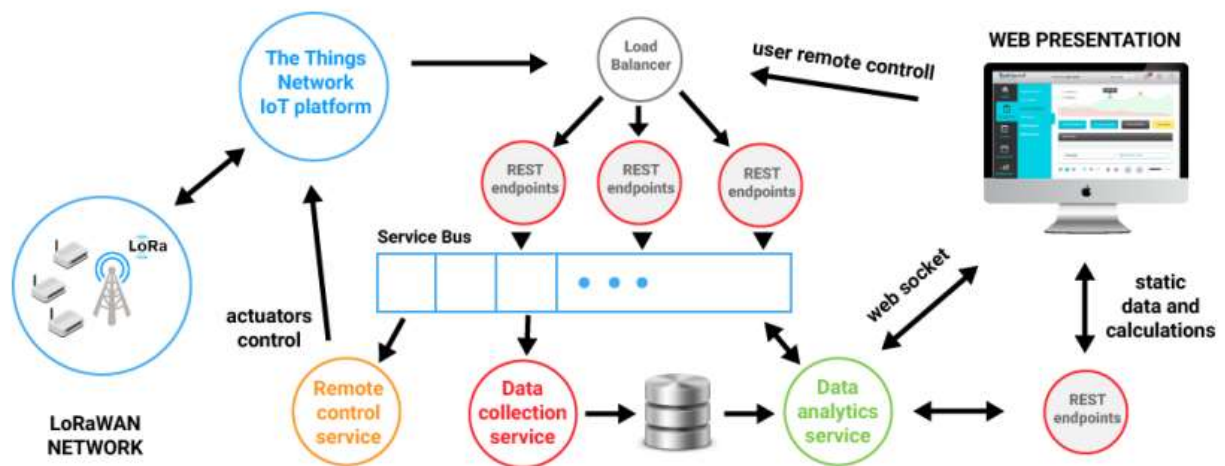 The Things
Network
IoT platform
Load
Balancer
user remote controll
WEB PRESENTATION
REST
endpoints
REST
endpoints
REST
endpoints
LoRa
Service Bus
actuators
control
web socket
static
data and
calculations
Remote
control
service
Data
collection
service
Data
analytics
service
REST
endpoints
LoRaWAN
NETWORK